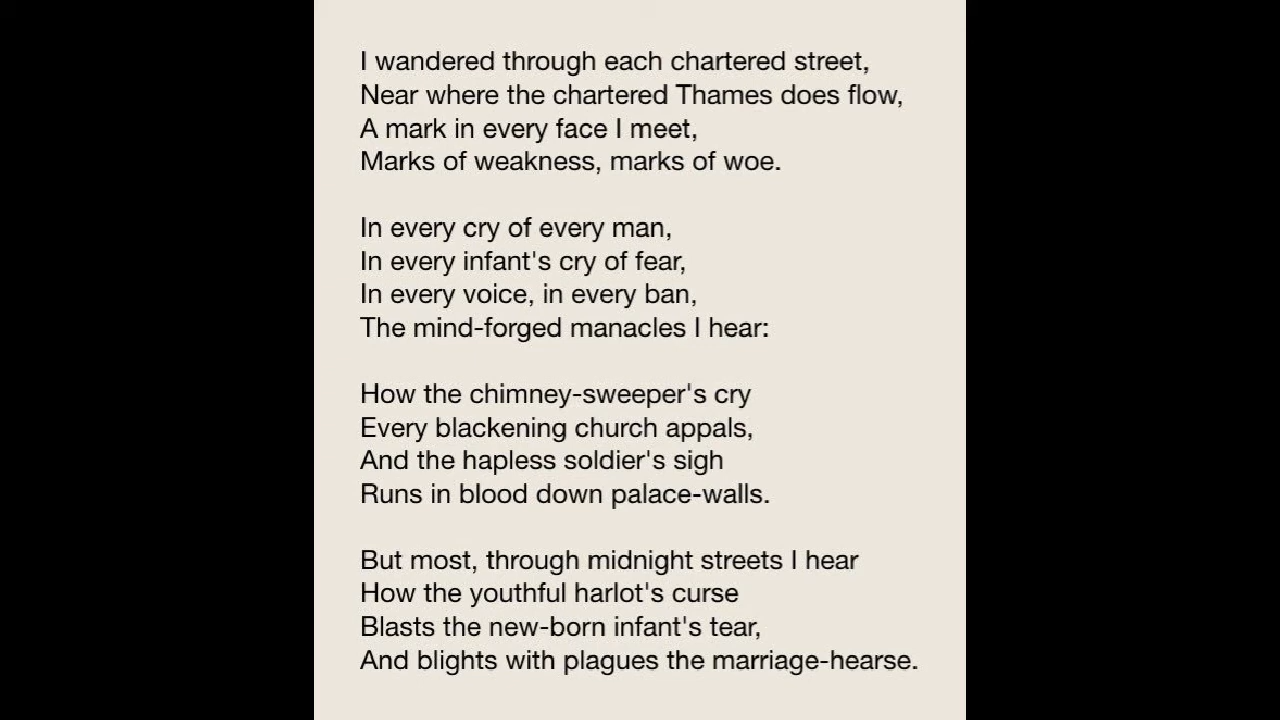 I wandered through each chartered street,
Near where the chartered Thames does flow,
A mark in every face I meet,
Marks of weakness, marks of woe.

In every cry of every man,
In every infant's cry of fear,
In every voice, in every ban,
The mind-forged manacles I hear:

How the chimney-sweeper's cry
Every blackening church appals,
And the hapless soldier's sigh
Runs in blood down palace-walls.

But most, through midnight streets I hear
How the youthful harlot's curse
Blasts the new-born infant's tear,
And blights with plagues the marriage-hearse.